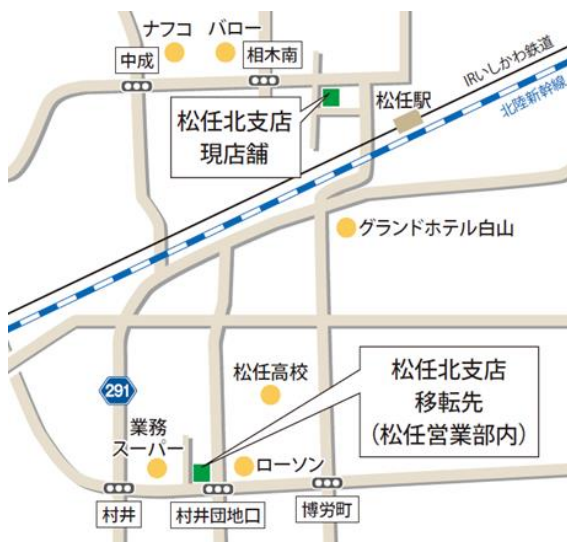 ナフコ
バロー
中成
相木南
IRいしかわ鉄道
松任駅
北陸新幹線
松任北支店
現店舗
グランドホテル白山
291
松任高校
松任北支店
移転先
(松任営業部内)
業務
スーパー
ローソン
村井
村井団地口
博労町